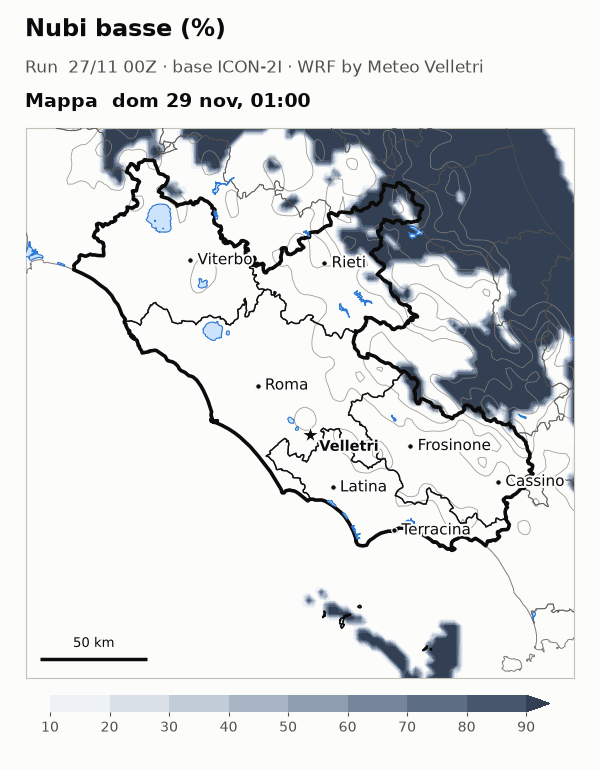 Nubi basse (%)
Run  27/11 00Z · base ICON-2I · WRF by Meteo Velletri
Mappa  dom 29 nov, 01:00
Viterbo
Rieti
Roma
Velletri
Frosinone
Cassino
Latina
Terracina
50 km
10 20 30 40 50 60 70 80 90